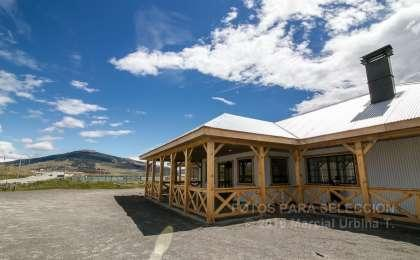 FOTOS PARA SELECCION
© 2018 Marcial Urbina T.